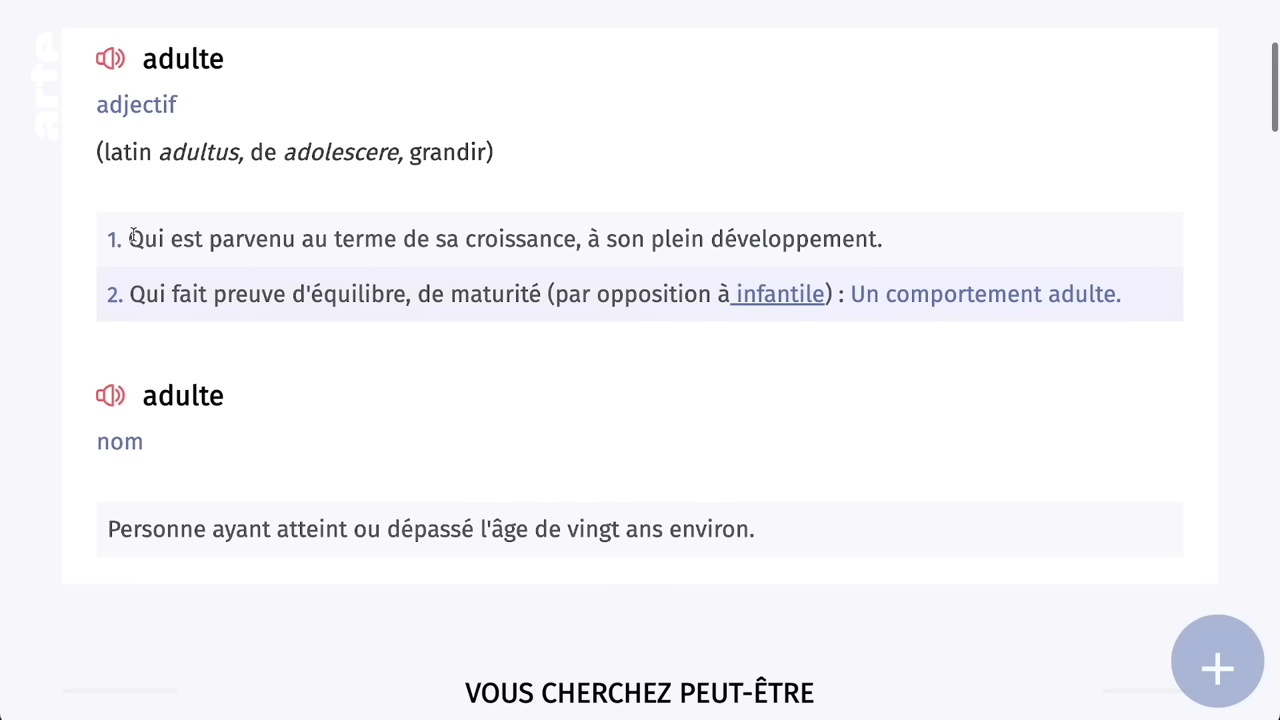 arte
adulte
adjectif
(latin adultus, de adolescere, grandir)
1. Qui est parvenu au terme de sa croissance, à son plein développement.
2. Qui fait preuve d'équilibre, de maturité (par opposition à infantile) : Un comportement adulte.
adulte
nom
Personne ayant atteint ou dépassé l'âge de vingt ans environ.
VOUS CHERCHEZ PEUT-ÊTRE